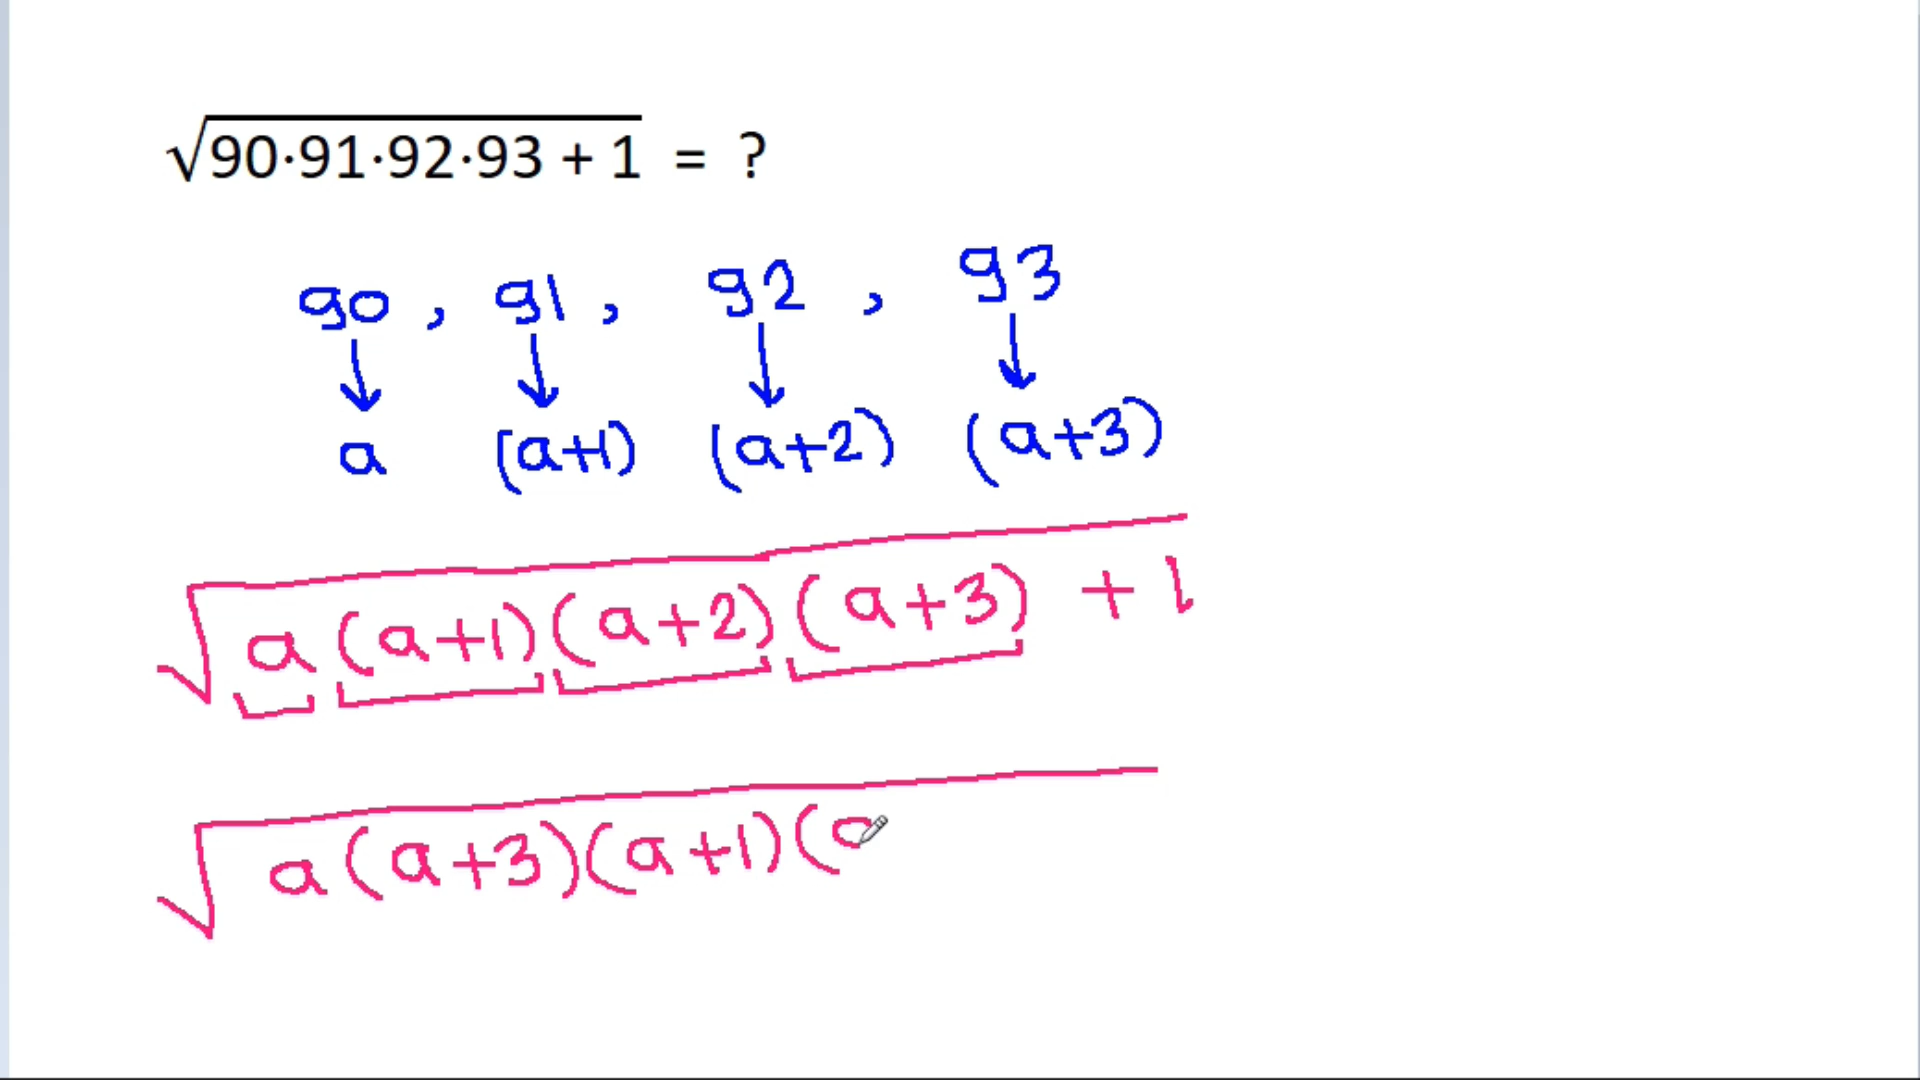 √90·91·92·93 + 1 = ?
90 , 91 , 92 , 93
a (a+1) (a+2) (a+3)
√a(a+1)(a+2)(a+3) + 1
√a(a+3)(a+1)(a